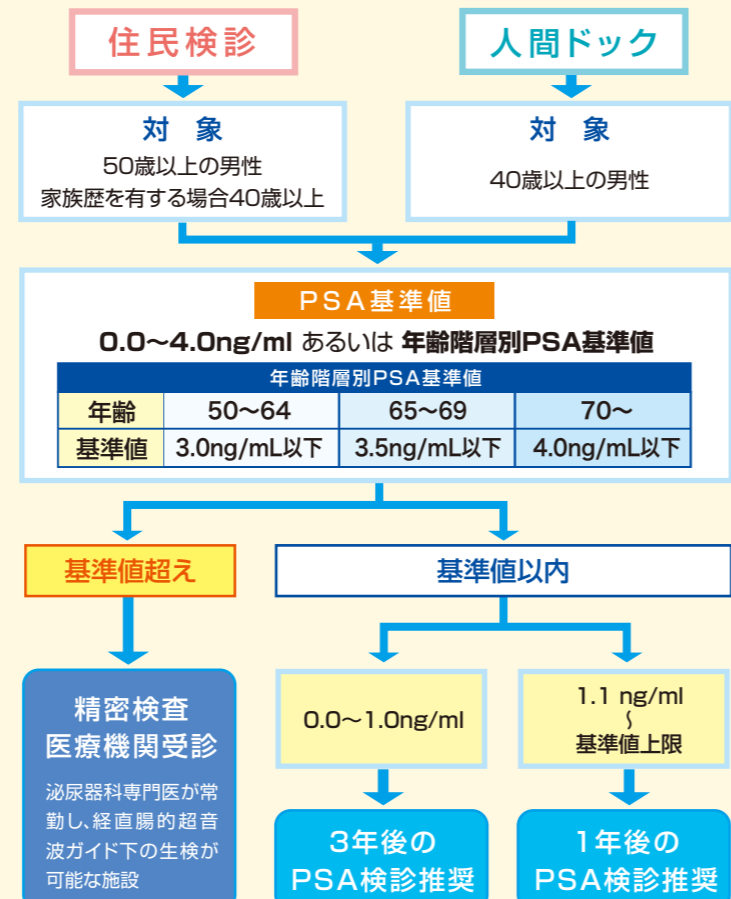 住民検診
人間ドック
対 象
50歳以上の男性
家族歴を有する場合40歳以上
対 象
40歳以上の男性
PSA基準値
0.0〜4.0ng/ml あるいは 年齢階層別PSA基準値
年齢階層別PSA基準値
年齢 50〜64 65〜69 70〜
基準値 3.0ng/mL以下 3.5ng/mL以下 4.0ng/mL以下
基準値超え
基準値以内
精密検査
医療機関受診
泌尿器科専門医が常
勤し、経直腸的超音
波ガイド下の生検が
可能な施設
0.0〜1.0ng/ml
3年後の
PSA検診推奨
1.1 ng/ml
〜
基準値上限
1年後の
PSA検診推奨